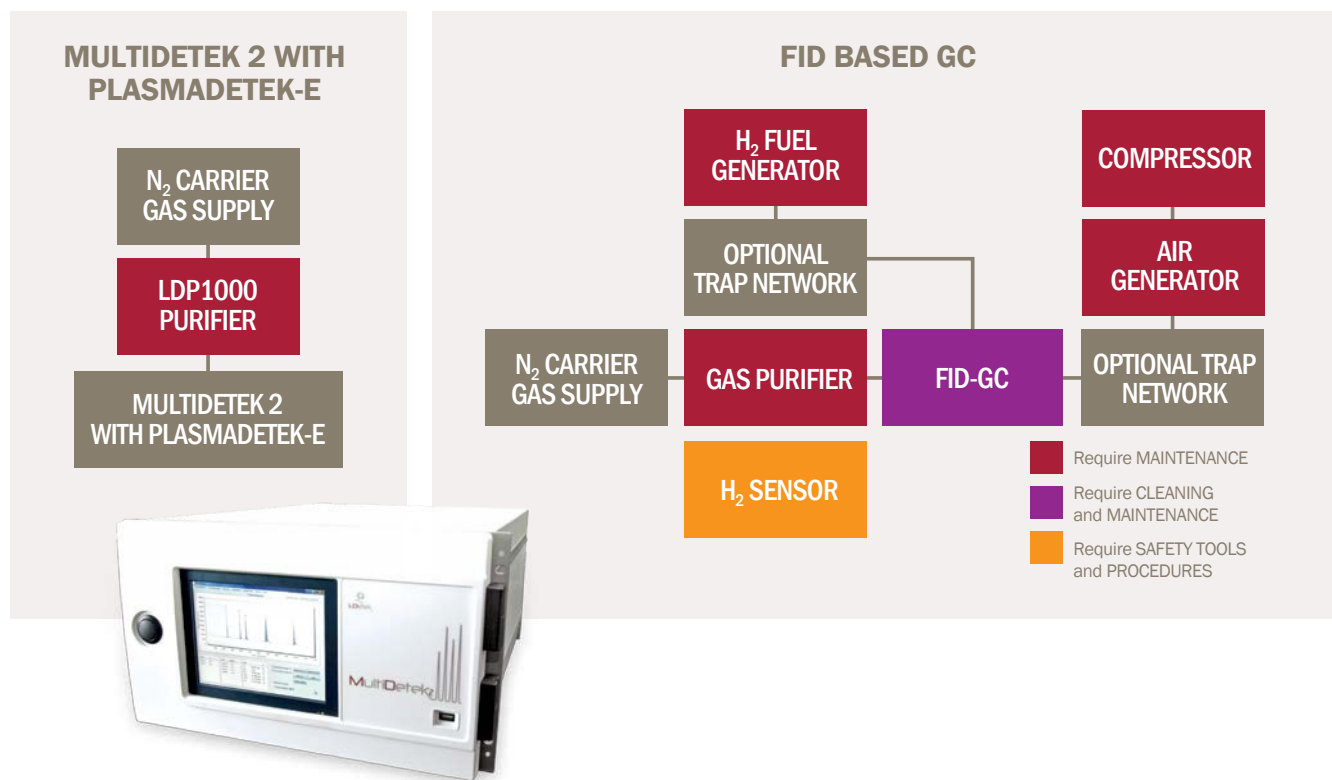 MULTIDETEK 2 WITH
PLASMADETEK-E
N₂ CARRIER
GAS SUPPLY
LDP1000
PURIFIER
MULTIDETEK 2
WITH PLASMADETEK-E
FID BASED GC
H₂ FUEL
GENERATOR
COMPRESSOR
OPTIONAL
TRAP NETWORK
AIR
GENERATOR
N₂ CARRIER
GAS SUPPLY
GAS PURIFIER
FID-GC
OPTIONAL TRAP
NETWORK
H₂ SENSOR
Require MAINTENANCE
Require CLEANING
and MAINTENANCE
Require SAFETY TOOLS
and PROCEDURES
MultiDetek2